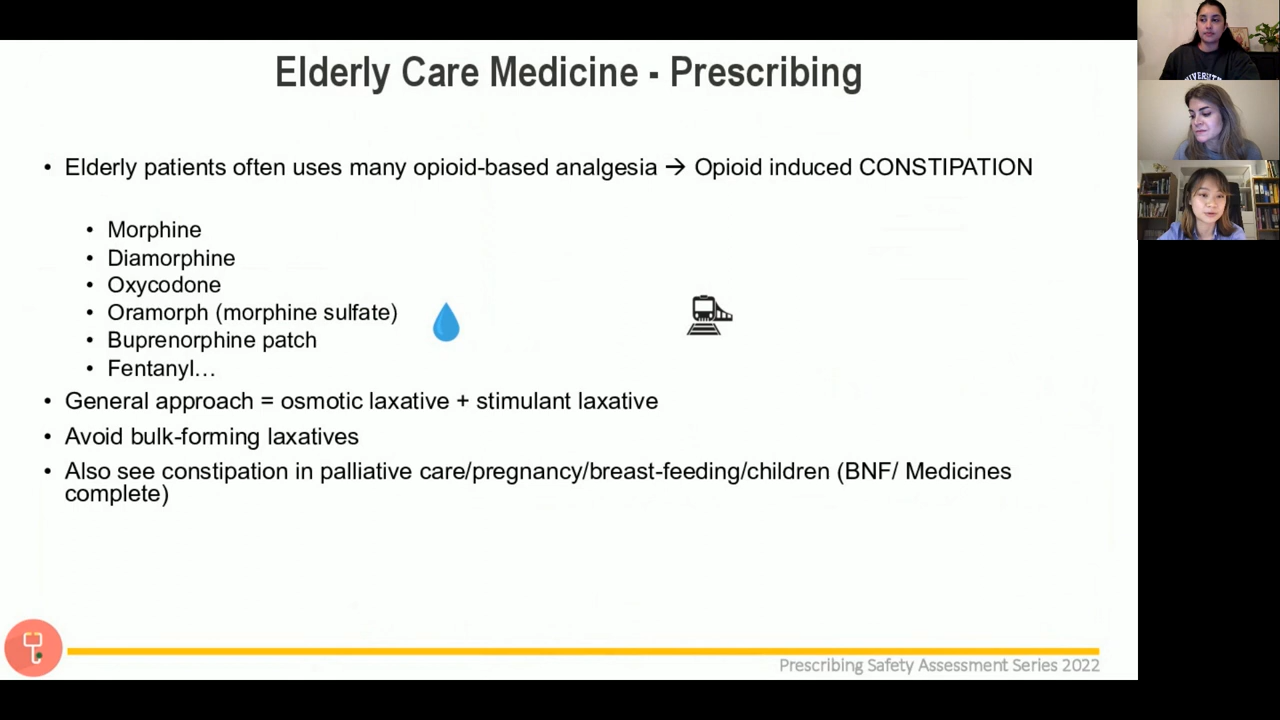 Elderly Care Medicine - Prescribing
• Elderly patients often uses many opioid-based analgesia → Opioid induced CONSTIPATION
• Morphine
• Diamorphine
• Oxycodone
• Oramorph (morphine sulfate)
• Buprenorphine patch
• Fentanyl…
• General approach = osmotic laxative + stimulant laxative
• Avoid bulk-forming laxatives
• Also see constipation in palliative care/pregnancy/breast-feeding/children (BNF/ Medicines
complete)
Prescribing Safety Assessment Series 2022